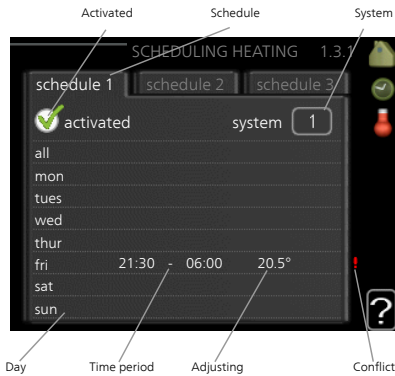 Activated Schedule System
SCHEDULING HEATING 1.3.1
schedule 1 schedule 2 schedule 3
activated system 1
all
mon
tues
wed
thur
fri 21:30 - 06:00 20.5° !
sat
sun
?
Day Time period Adjusting Conflict